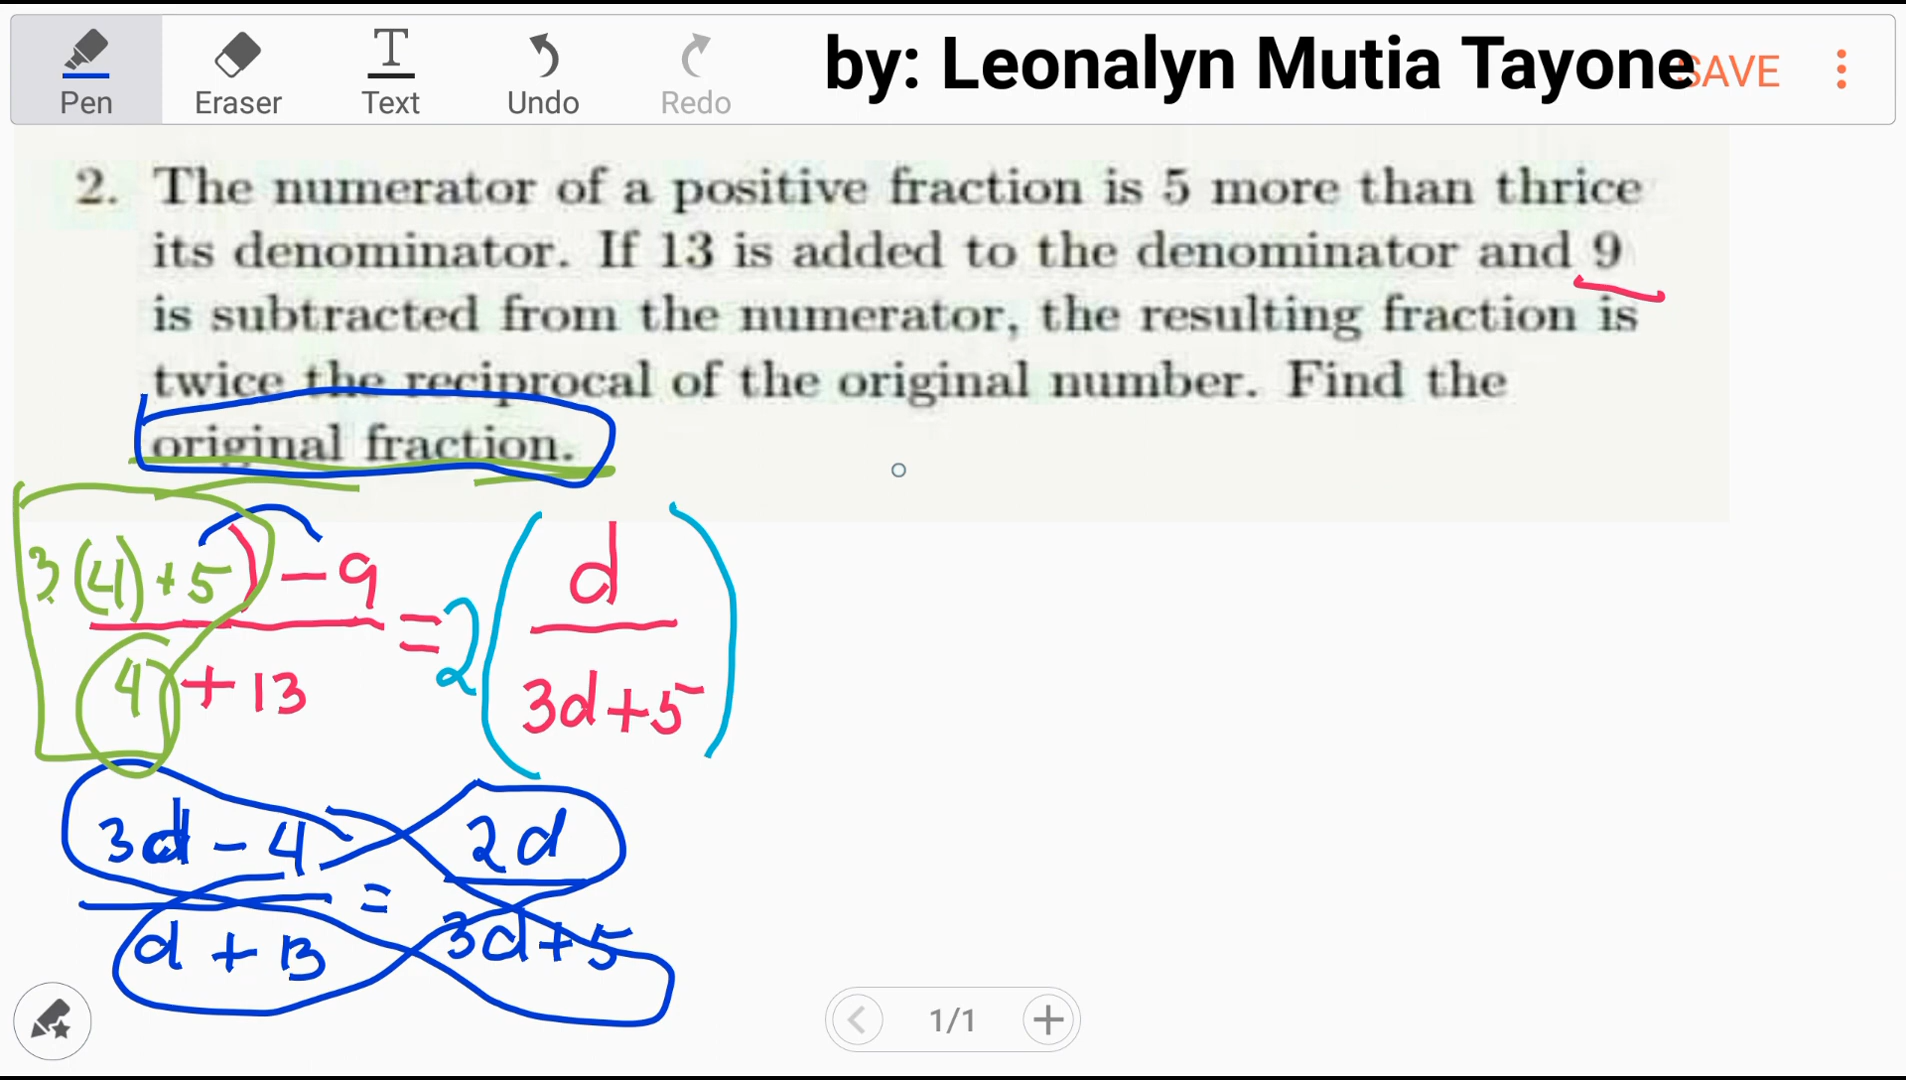 Pen
Eraser
Text
Undo
Redo
by: Leonalyn Mutia Tayone
SAVE
2. The numerator of a positive fraction is 5 more than thrice
its denominator. If 13 is added to the denominator and 9
is subtracted from the numerator, the resulting fraction is
twice the reciprocal of the original number. Find the
original fraction.
3(4)+5) - 9
4 + 13
= 2
( d
3d+5 )
3d - 4
d + 13
=
2d
3d+5
1/1